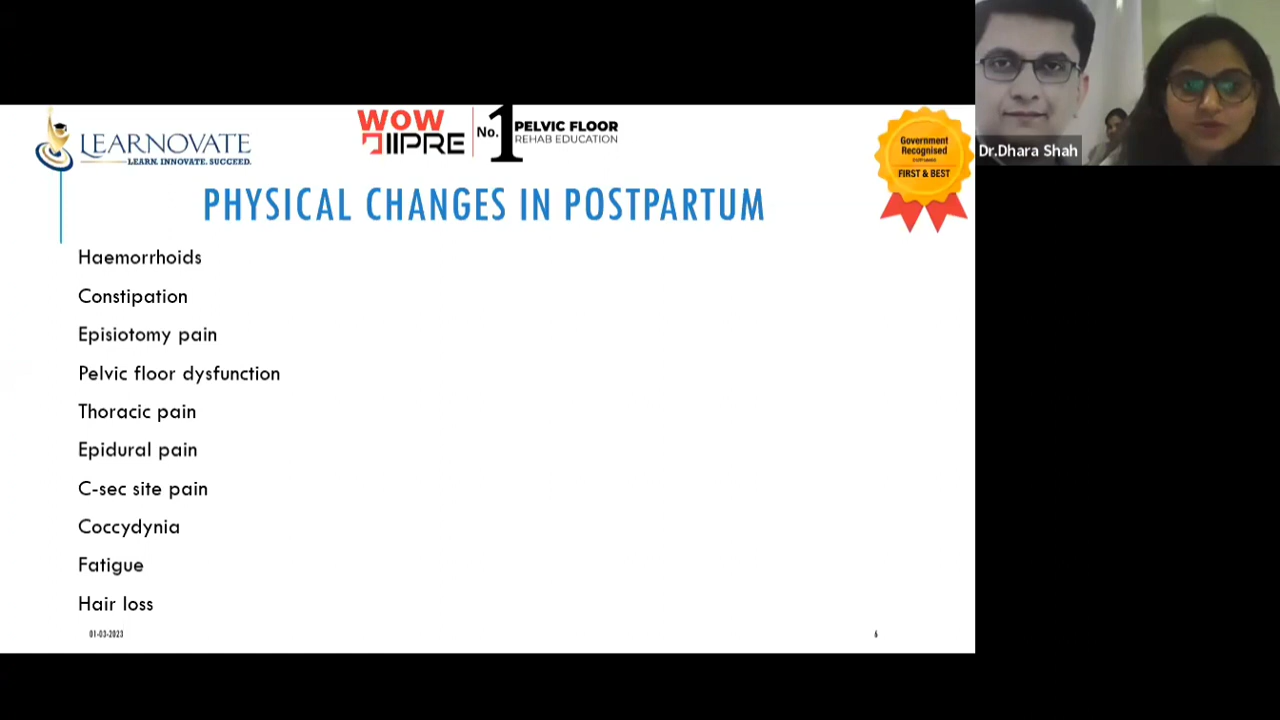 LEARNOVATE
LEARN. INNOVATE. SUCCEED.
WOW
IIPRE
No.1
PELVIC FLOOR
REHAB EDUCATION
Government
Recognised
FIRST & BEST
Dr.Dhara Shah
PHYSICAL CHANGES IN POSTPARTUM
Haemorrhoids
Constipation
Episiotomy pain
Pelvic floor dysfunction
Thoracic pain
Epidural pain
C-sec site pain
Coccydynia
Fatigue
Hair loss
01-03-2023
6